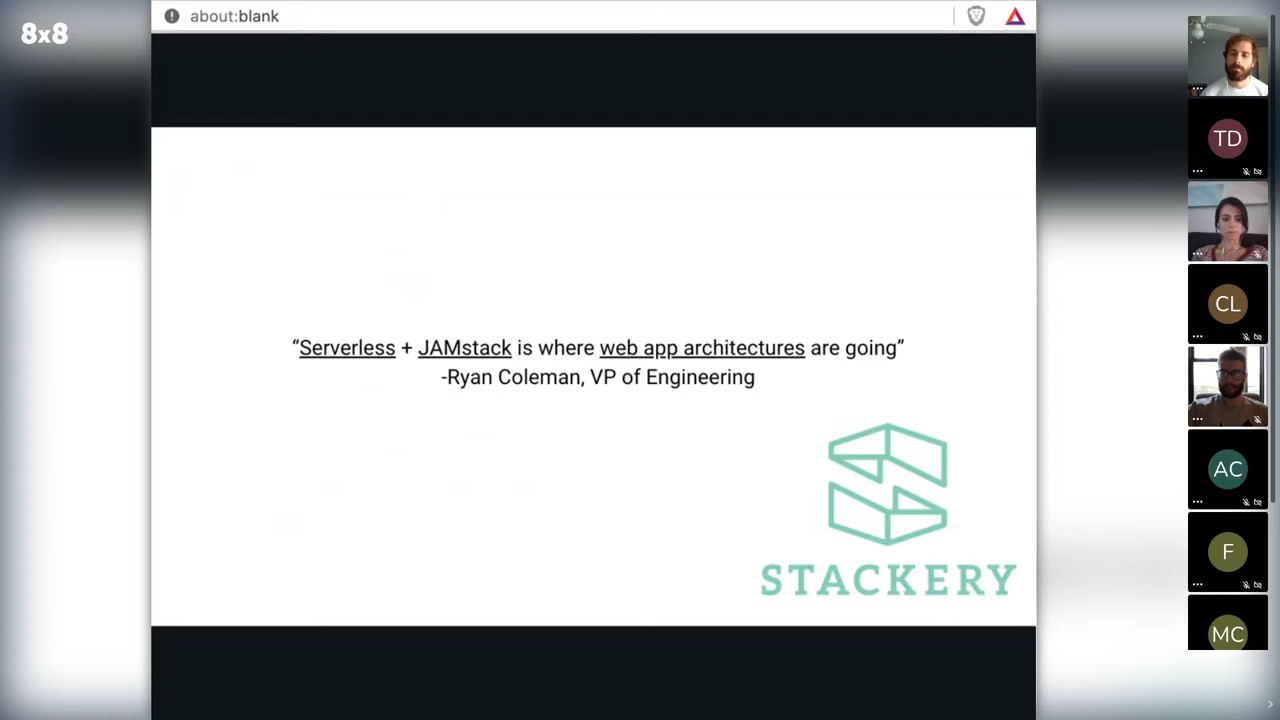 8x8
about:blank
“Serverless + JAMstack is where web app architectures are going”
-Ryan Coleman, VP of Engineering
STACKERY
TD
CL
AC
F
MC